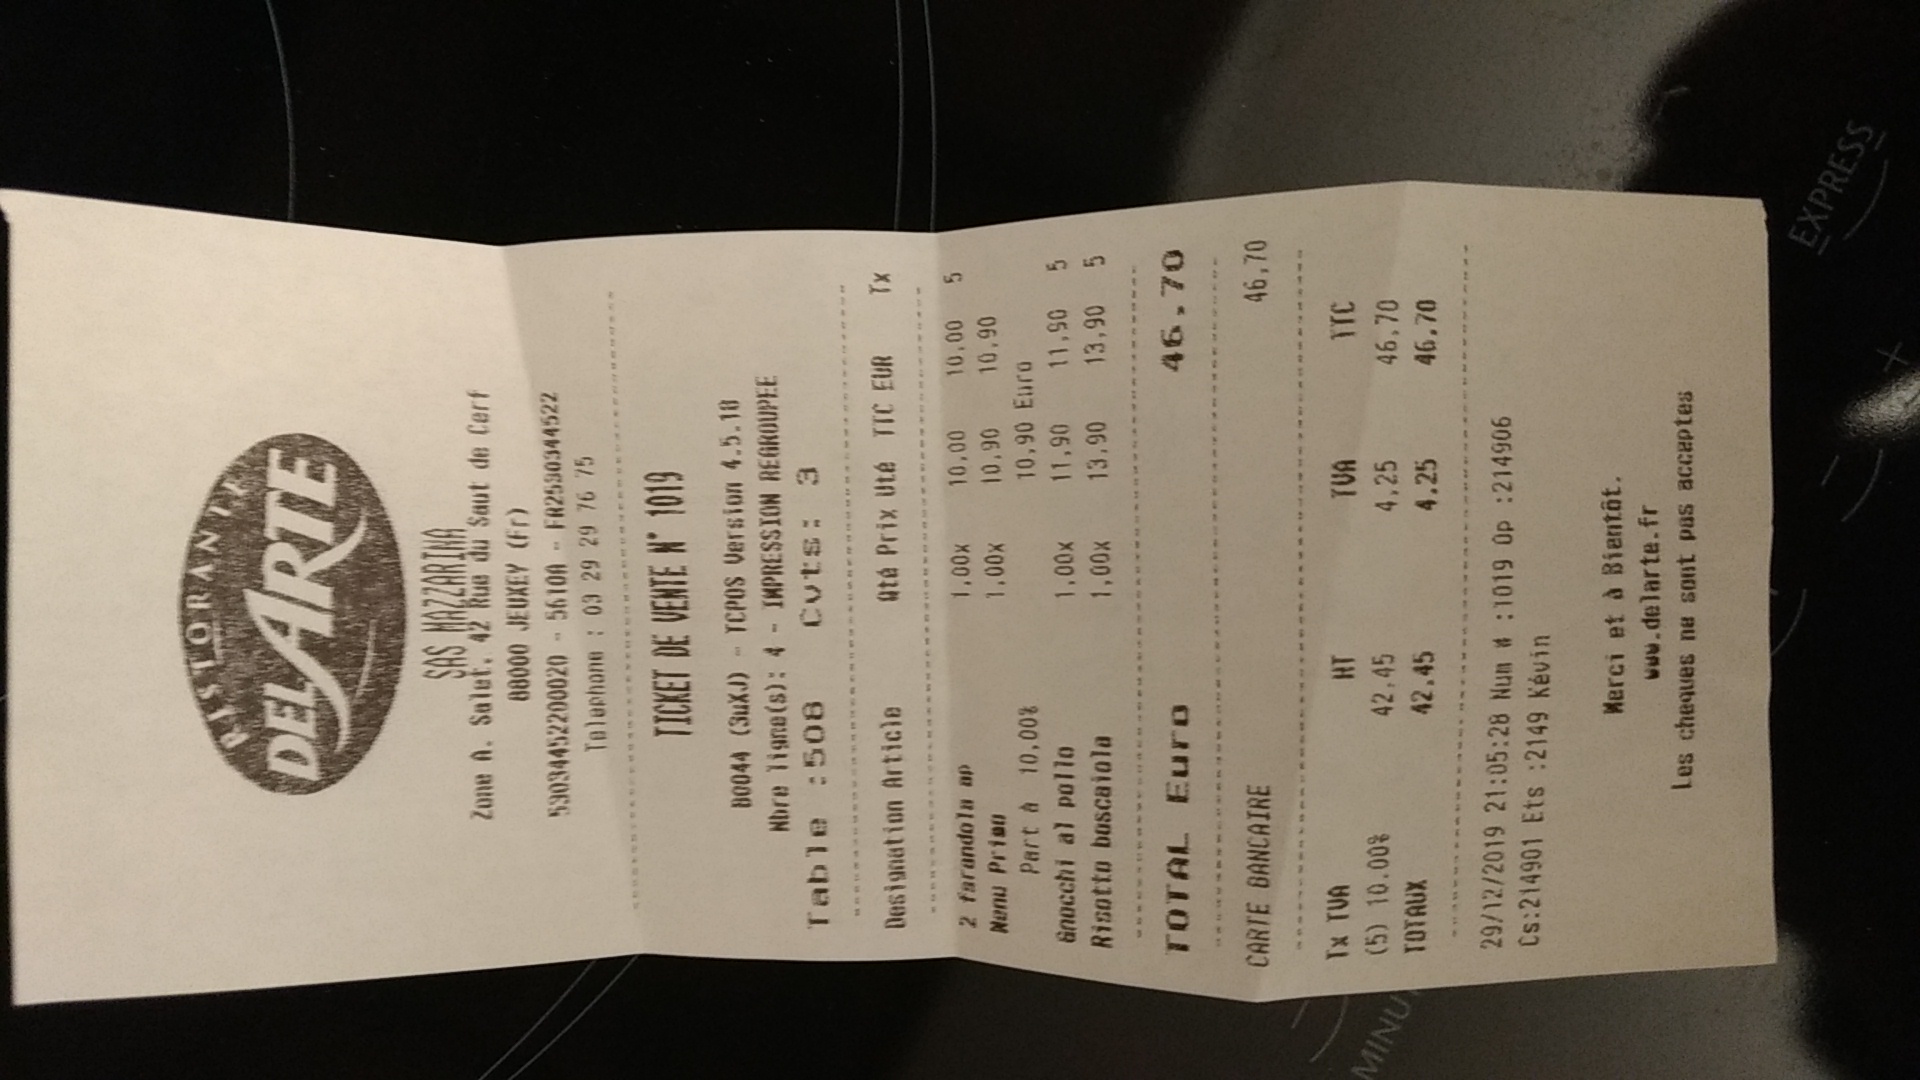 RISTORANTE
DEL ARTE
SAS MAZZARINA
Zone A. Salet, 42 Rue du Saut de Cerf
88000 JEUXEY (Fr)
53034452200020 - 5610A - FR2530344522
Telephone : 03 29 29 76 75
TICKET DE VENTE N° 1019
B0044 (3uXJ) - TCPOS Version 4.5.18
Nbre ligne(s): 4 - IMPRESSION REGROUPEE
Table :508 Cvts: 3
Designation Article Qté Prix Uté TTC EUR Tx
2 farandola ap 1,00x 10,00 10,00 5
Menu Primo 1,00x 10,90 10,90
Part à 10,00% 10,90 Euro
Gnocchi al pollo 1,00x 11,90 11,90 5
Risotto boscaiola 1,00x 13,90 13,90 5
TOTAL Euro 46.70
CARTE BANCAIRE 46,70
Tx TVA HT TVA TTC
(5) 10.00% 42,45 4,25 46,70
TOTAUX 42,45 4,25 46,70
29/12/2019 21:05:28 Num # :1019 Op :214906
Cs:214901 Ets :2149 Kévin
Merci et à Bientôt.
www.delarte.fr
Les cheques ne sont pas acceptes
EXPRESS
+